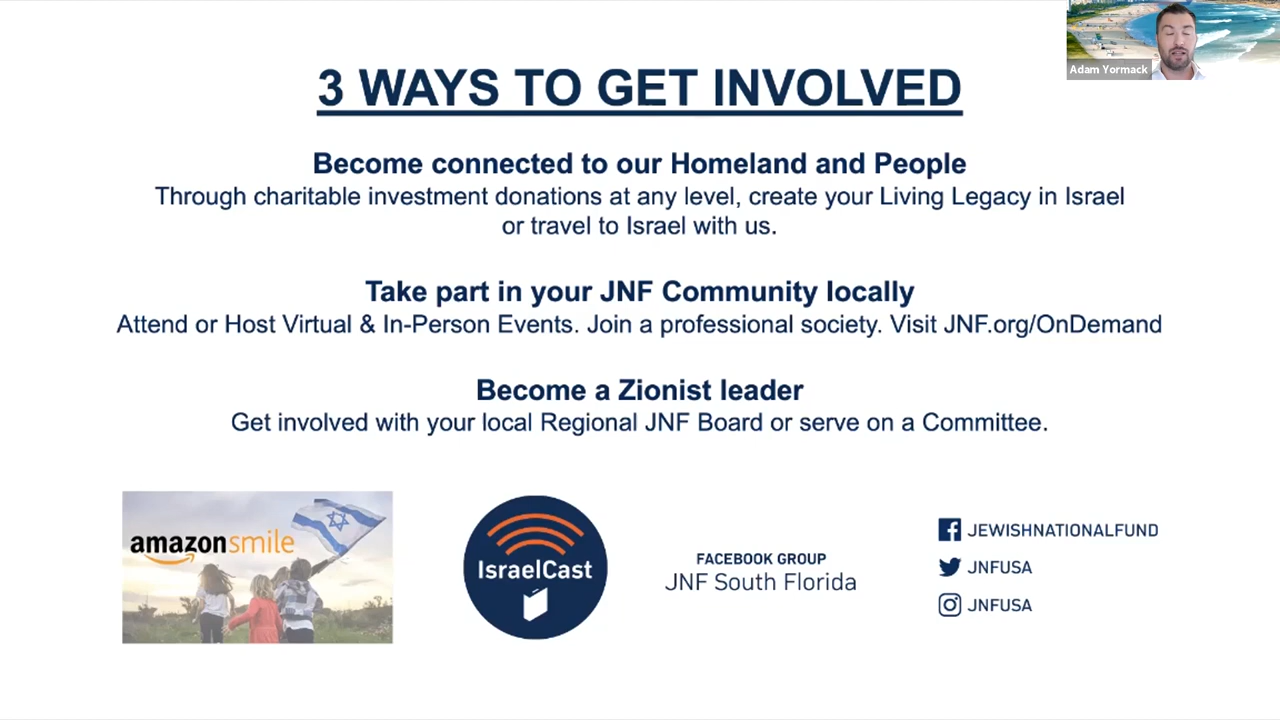 Adam Yormack
3 WAYS TO GET INVOLVED
Become connected to our Homeland and People
Through charitable investment donations at any level, create your Living Legacy in Israel
or travel to Israel with us.
Take part in your JNF Community locally
Attend or Host Virtual & In-Person Events. Join a professional society. Visit JNF.org/OnDemand
Become a Zionist leader
Get involved with your local Regional JNF Board or serve on a Committee.
amazonsmile
IsraelCast
FACEBOOK GROUP
JNF South Florida
JEWISHNATIONALFUND
JNFUSA
JNFUSA